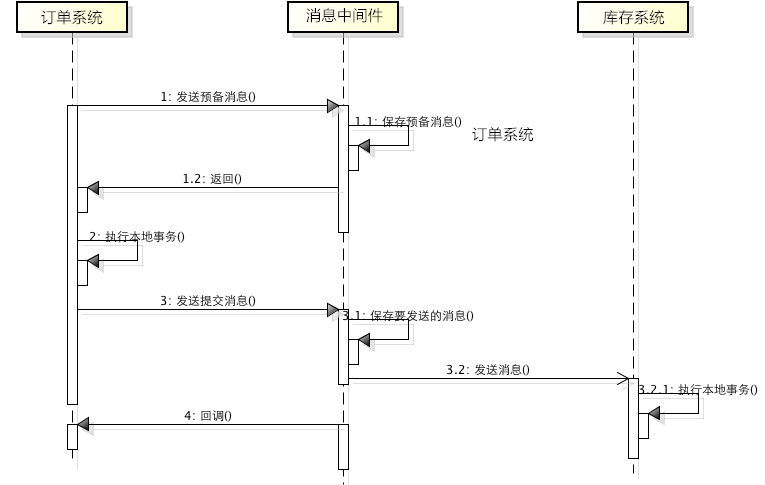 订单系统
消息中间件
库存系统
1: 发送预备消息()
1.1: 保存预备消息()
订单系统
1.2: 返回()
2: 执行本地事务()
3: 发送提交消息()
3.1: 保存要发送的消息()
3.2: 发送消息()
3.2.1: 执行本地事务()
4: 回调()